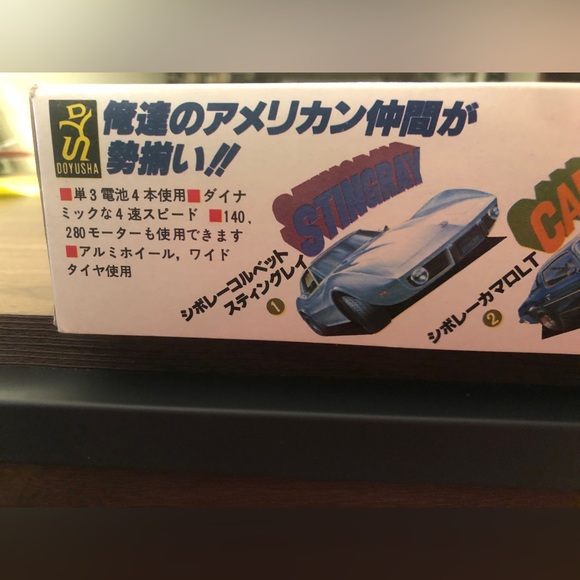 DOYUSHA
俺達のアメリカン仲間が
勢揃い!!
■単3電池4本使用■ダイナ
ミックな4速スピード ■140,
280モーターも使用できます
■アルミホイール,ワイド
タイヤ使用
STINGRAY
シボレーコルベット
スティングレイ
1
シボレーカマロLT
2